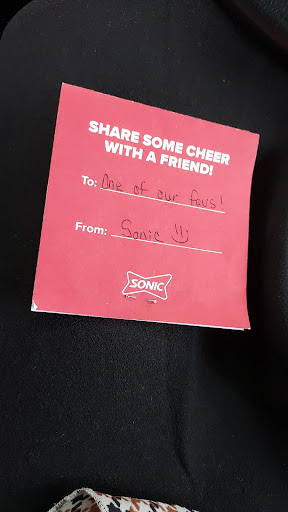 SHARE SOME CHEER
WITH A FRIEND!
To: One of our favs!
From: Sonic :)
SONIC